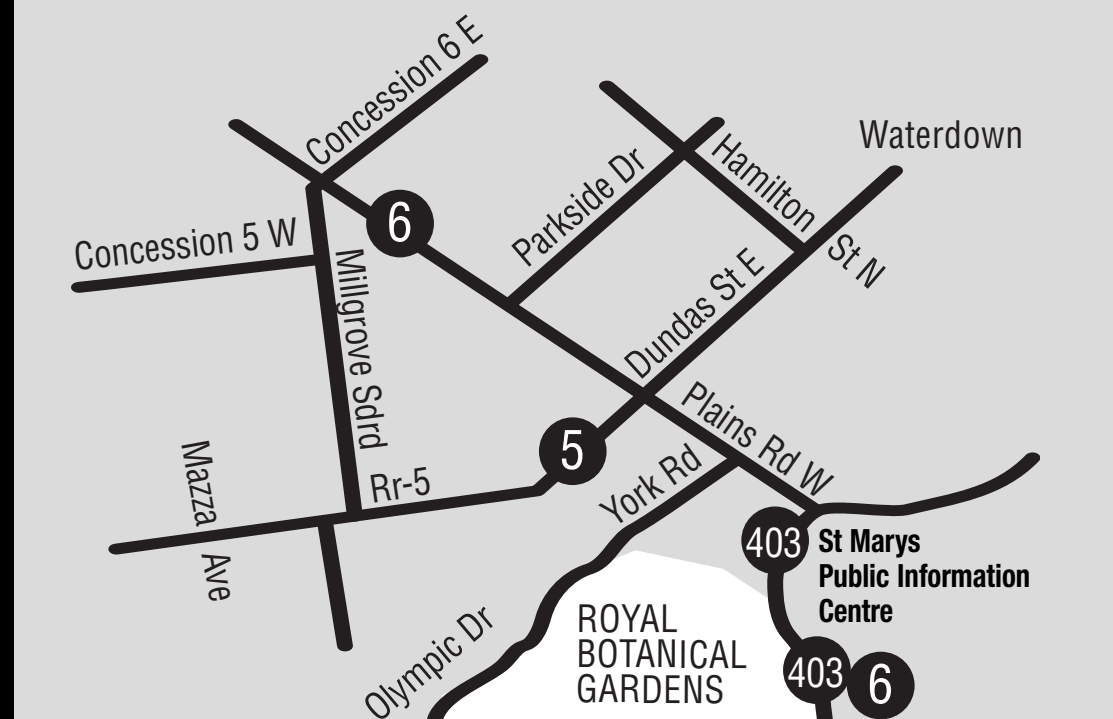 Concession 6 E
Waterdown
Hamilton
St N
Parkside Dr
6
Concession 5 W
Millgrove Sdrd
Dundas St E
Plains Rd W
5
York Rd
Rr-5
Mazza
Ave
403
St Marys
Public Information
Centre
ROYAL
BOTANICAL
GARDENS
Olympic Dr
403
6